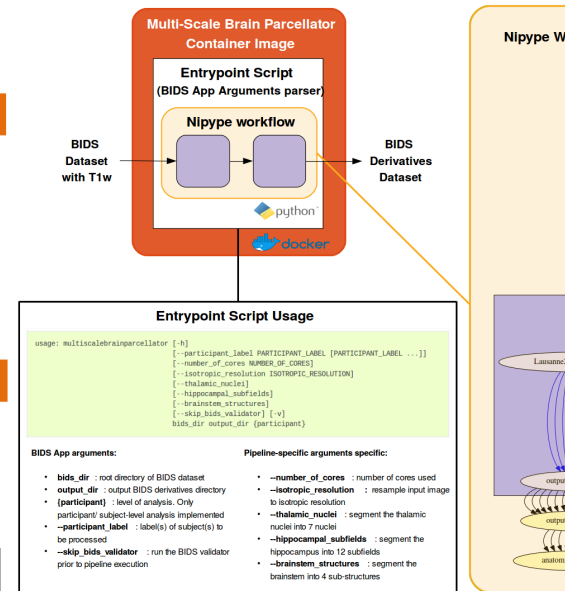 Multi-Scale Brain Parcellator
Container Image
Entrypoint Script
(BIDS App Arguments parser)
Nipype workflow
BIDS
Dataset
with T1w
BIDS
Derivatives
Dataset
python
docker
Entrypoint Script Usage
usage: multiscalebrainparcellator [-h]
[--participant_label PARTICIPANT_LABEL [PARTICIPANT_LABEL ...]]
[--number_of_cores NUMBER_OF_CORES]
[--isotropic_resolution ISOTROPIC_RESOLUTION]
[--thalamic_nuclei]
[--hippocampal_subfields]
[--brainstem_structures]
[--skip_bids_validator] [-v]
bids_dir output_dir {participant}
BIDS App arguments:
• bids_dir : root directory of BIDS dataset
• output_dir : output BIDS derivatives directory
• {participant} : level of analysis. Only
participant/ subject-level analysis implemented
• --participant_label : label(s) of subject(s) to
be processed
• --skip_bids_validator : run the BIDS validator
prior to pipeline execution
Pipeline-specific arguments specific:
• --number_of_cores : number of cores used
• --isotropic_resolution : resample input image
to isotropic resolution
• --thalamic_nuclei : segment the thalamic
nuclei into 7 nuclei
• --hippocampal_subfields : segment the
hippocampus into 12 subfields
• --brainstem_structures : segment the
brainstem into 4 sub-structures
Nipype W
Lausanne
output
output
anatom